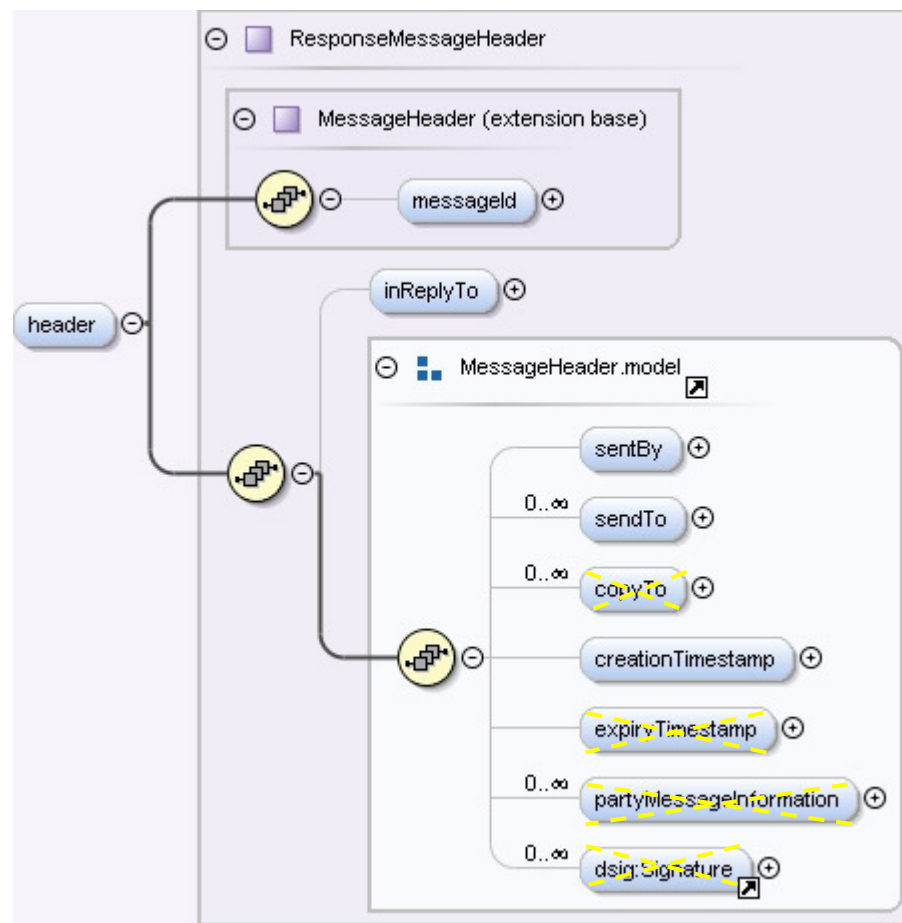 ResponseMessageHeader
MessageHeader (extension base)
messageId
inReplyTo
header
MessageHeader.model
sentBy
0..∞
sendTo
0..∞
copyTo
creationTimestamp
expiryTimestamp
0..∞
partyMessageInformation
0..∞
dsig:Signature